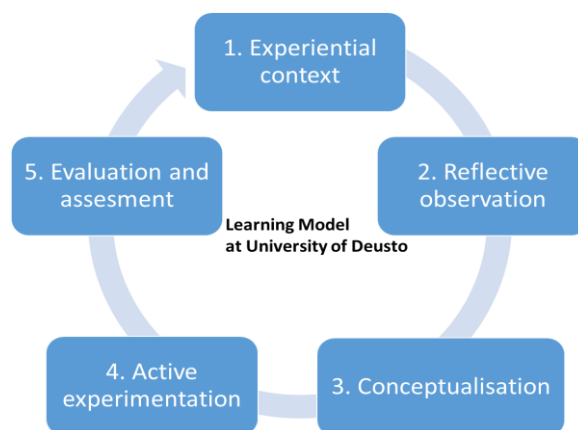 1. Experiential
context
2. Reflective
observation
3. Conceptualisation
4. Active
experimentation
5. Evaluation and
assesment
Learning Model
at University of Deusto